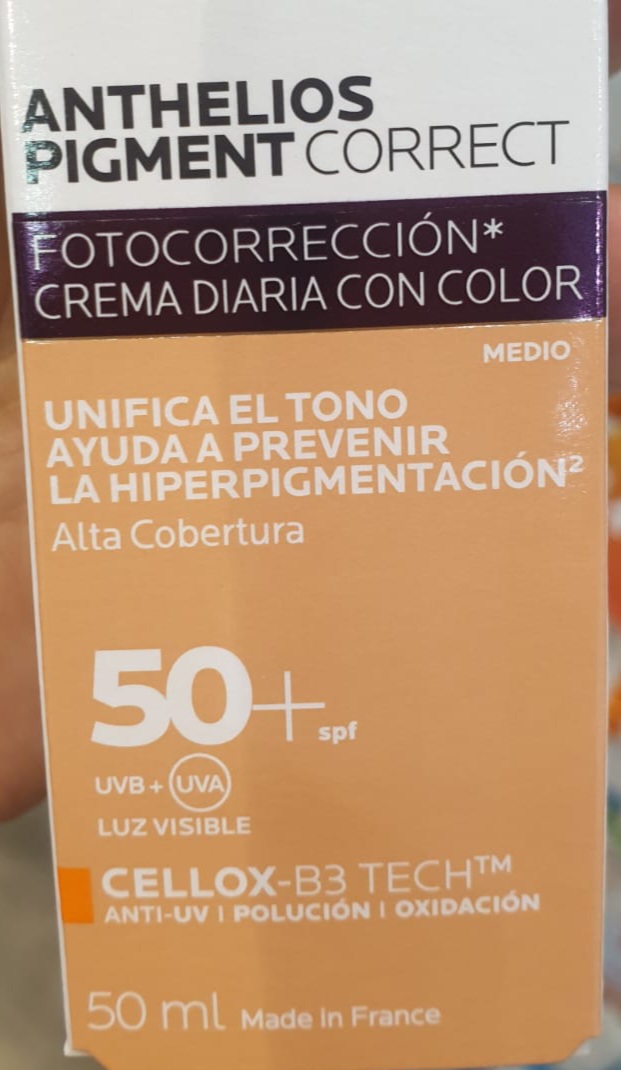 ANTHELIOS
PIGMENT CORRECT
FOTOCORRECCIÓN*
CREMA DIARIA CON COLOR
MEDIO
UNIFICA EL TONO
AYUDA A PREVENIR
LA HIPERPIGMENTACIÓN²
Alta Cobertura
50+ spf
UVB + UVA
LUZ VISIBLE
CELLOX-B3 TECH™
ANTI-UV I POLUCIÓN I OXIDACIÓN
50 ml Made In France